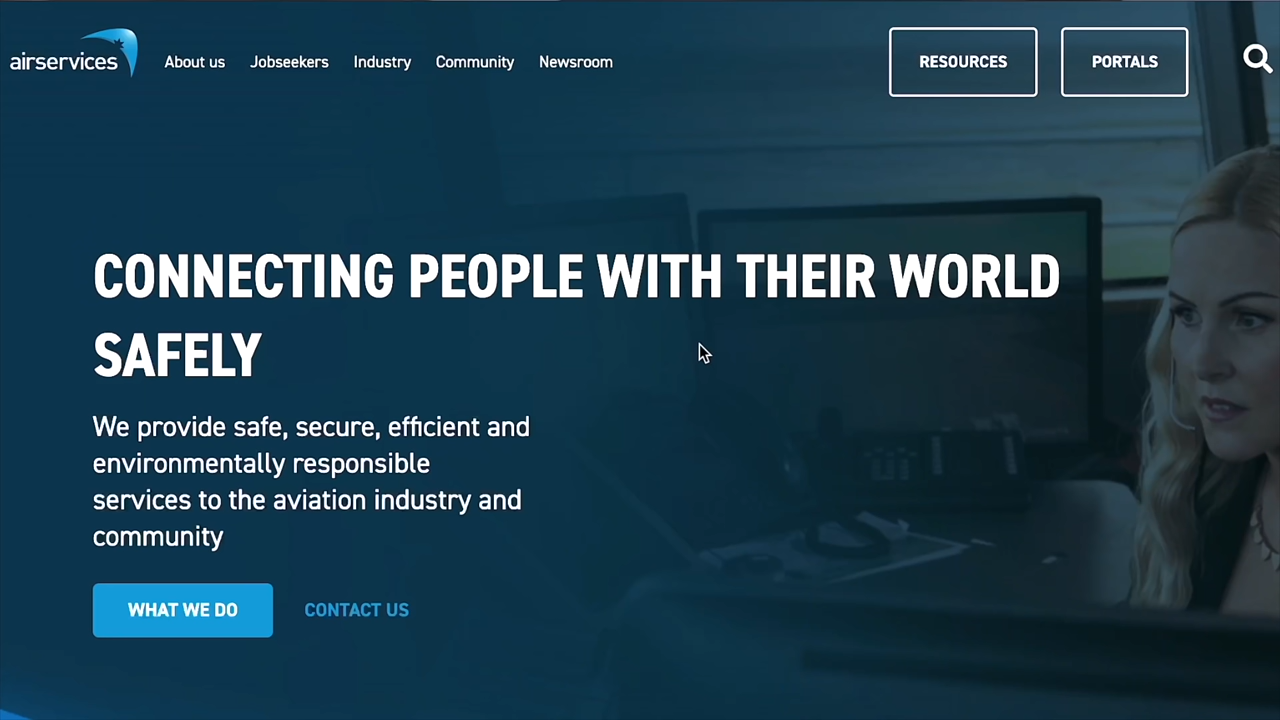 airservices
About us Jobseekers Industry Community Newsroom
RESOURCES PORTALS
CONNECTING PEOPLE WITH THEIR WORLD
SAFELY
We provide safe, secure, efficient and
environmentally responsible
services to the aviation industry and
community
WHAT WE DO CONTACT US